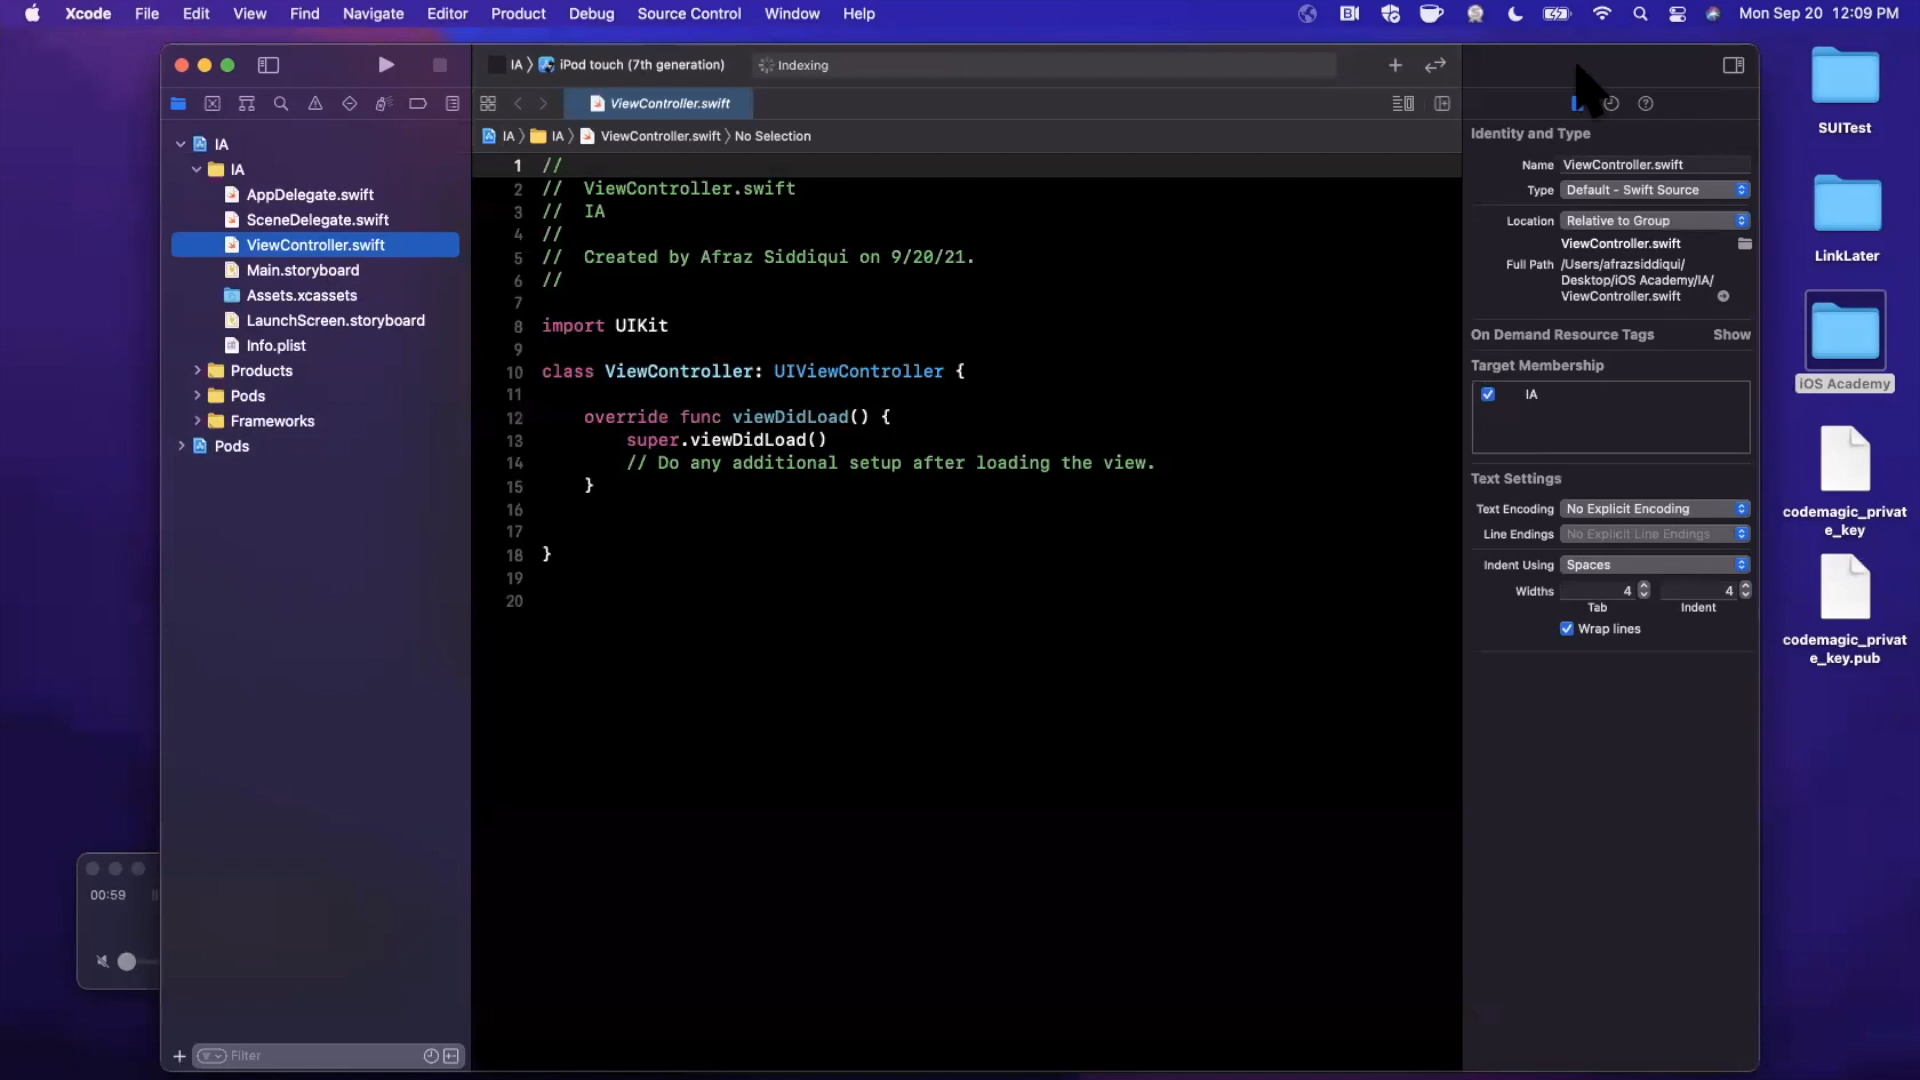 Xcode File Edit View Find Navigate Editor Product Debug Source Control Window Help Mon Sep 20 12:09 PM
IA iPod touch (7th generation) Indexing
ViewController.swift
IA IA ViewController.swift No Selection
IA
IA
AppDelegate.swift
SceneDelegate.swift
ViewController.swift
Main.storyboard
Assets.xcassets
LaunchScreen.storyboard
Info.plist
Products
Pods
Frameworks
Pods
Filter
00:59
1 //
2 // ViewController.swift
3 // IA
4 //
5 // Created by Afraz Siddiqui on 9/20/21.
6 //
7
8 import UIKit
9
10 class ViewController: UIViewController {
11
12 override func viewDidLoad() {
13 super.viewDidLoad()
14 // Do any additional setup after loading the view.
15 }
16
17
18 }
19
20
Identity and Type
Name ViewController.swift
Type Default - Swift Source
Location Relative to Group
ViewController.swift
Full Path /Users/afrazsiddiqui/
Desktop/iOS Academy/IA/
ViewController.swift
On Demand Resource Tags Show
Target Membership
IA
Text Settings
Text Encoding No Explicit Encoding
Line Endings No Explicit Line Endings
Indent Using Spaces
Widths 4 4
Tab Indent
Wrap lines
SUITest
LinkLater
iOS Academy
codemagic_privat
e_key
codemagic_privat
e_key.pub